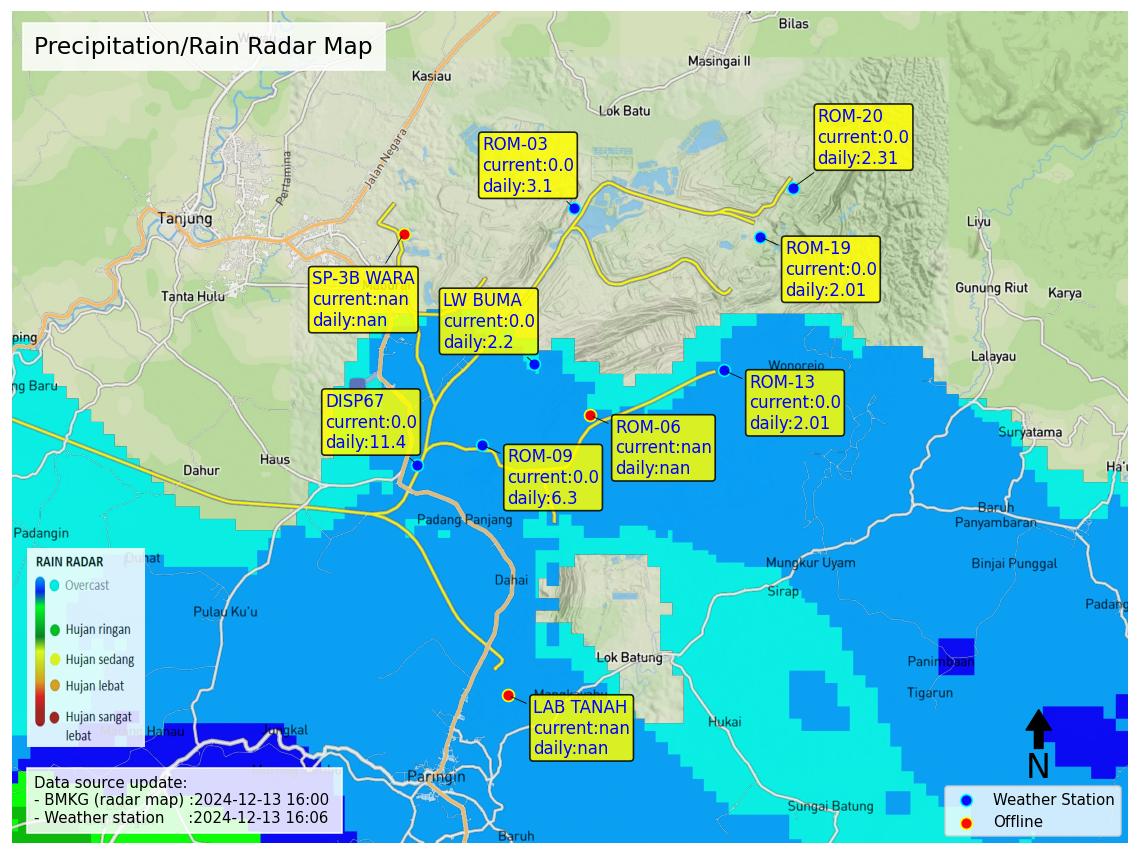 Precipitation/Rain Radar Map
Bilas
Masingai II
Kasiau
Lok Batu
ROM-20
current:0.0
daily:2.31
ROM-03
current:0.0
daily:3.1
Jalan Negara
Pertamina
Tanjung
Liyu
ROM-19
current:0.0
daily:2.01
SP-3B WARA
current:nan
daily:nan
Tanta Hulu
LW BUMA
current:0.0
daily:2.2
Gunung Riut
Karya
ping
Lalayau
Wonorejo
ng Baru
ROM-13
current:0.0
daily:2.01
DISP67
current:0.0
daily:11.4
ROM-06
current:nan
daily:nan
Suryatama
Haus
Dahur
ROM-09
current:0.0
daily:6.3
Ha'u
Padang Panjang
Baruh
Panyambaran
Padangin
Mungkur Uyam
Binjai Punggal
RAIN RADAR
Overcast
Hujan ringan
Hujan sedang
Hujan lebat
Hujan sangat
lebat
Dahai
Sirap
Padang
Pulau Ku'u
Lok Batung
Panimbaan
Tigarun
LAB TANAH
current:nan
daily:nan
Hukai
Hanau
Jungkal
N
Paringin
Data source update:
- BMKG (radar map) :2024-12-13 16:00
- Weather station :2024-12-13 16:06
Sungai Batung
Weather Station
Offline
Baruh